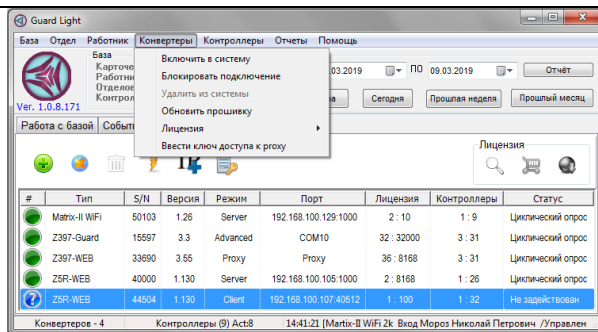 Guard Light
База Отдел Работник Конвертеры Контроллеры Отчеты Помощь
Включить в систему
Блокировать подключение
Удалить из системы
Обновить прошивку
Лицензия
Ввести ключ доступа к proxy
База
Карточе
Работни
Отделов
Контрол
Ver. 1.0.8.171
.03.2019 ПО 09.03.2019 Отчёт
Сегодня Прошлая неделя Прошлый месяц
Работа с базой Событи
Лицензия
# Тип S/N Версия Режим Порт Лицензия Контроллеры Статус
Matrix-II WiFi 50103 1.26 Server 192.168.100.129:1000 2 : 10 1 : 9 Циклический опрос
Z397-Guard 15597 3.3 Advanced COM10 32 : 32000 3 : 31 Циклический опрос
Z397-WEB 33690 3.55 Proxy Proxy 36 : 8168 3 : 31 Циклический опрос
Z5R-WEB 40000 1.130 Server 192.168.100.105:1000 2 : 8168 1 : 26 Циклический опрос
Z5R-WEB 44504 1.130 Client 192.168.100.107:40512 1 : 100 1 : 32 Не задействован
Конвертеров - 4 Контроллеры (9) Act:8 14:41:21 [Martix-II WiFi 2k Вход Мороз Николай Петрович /Управлен